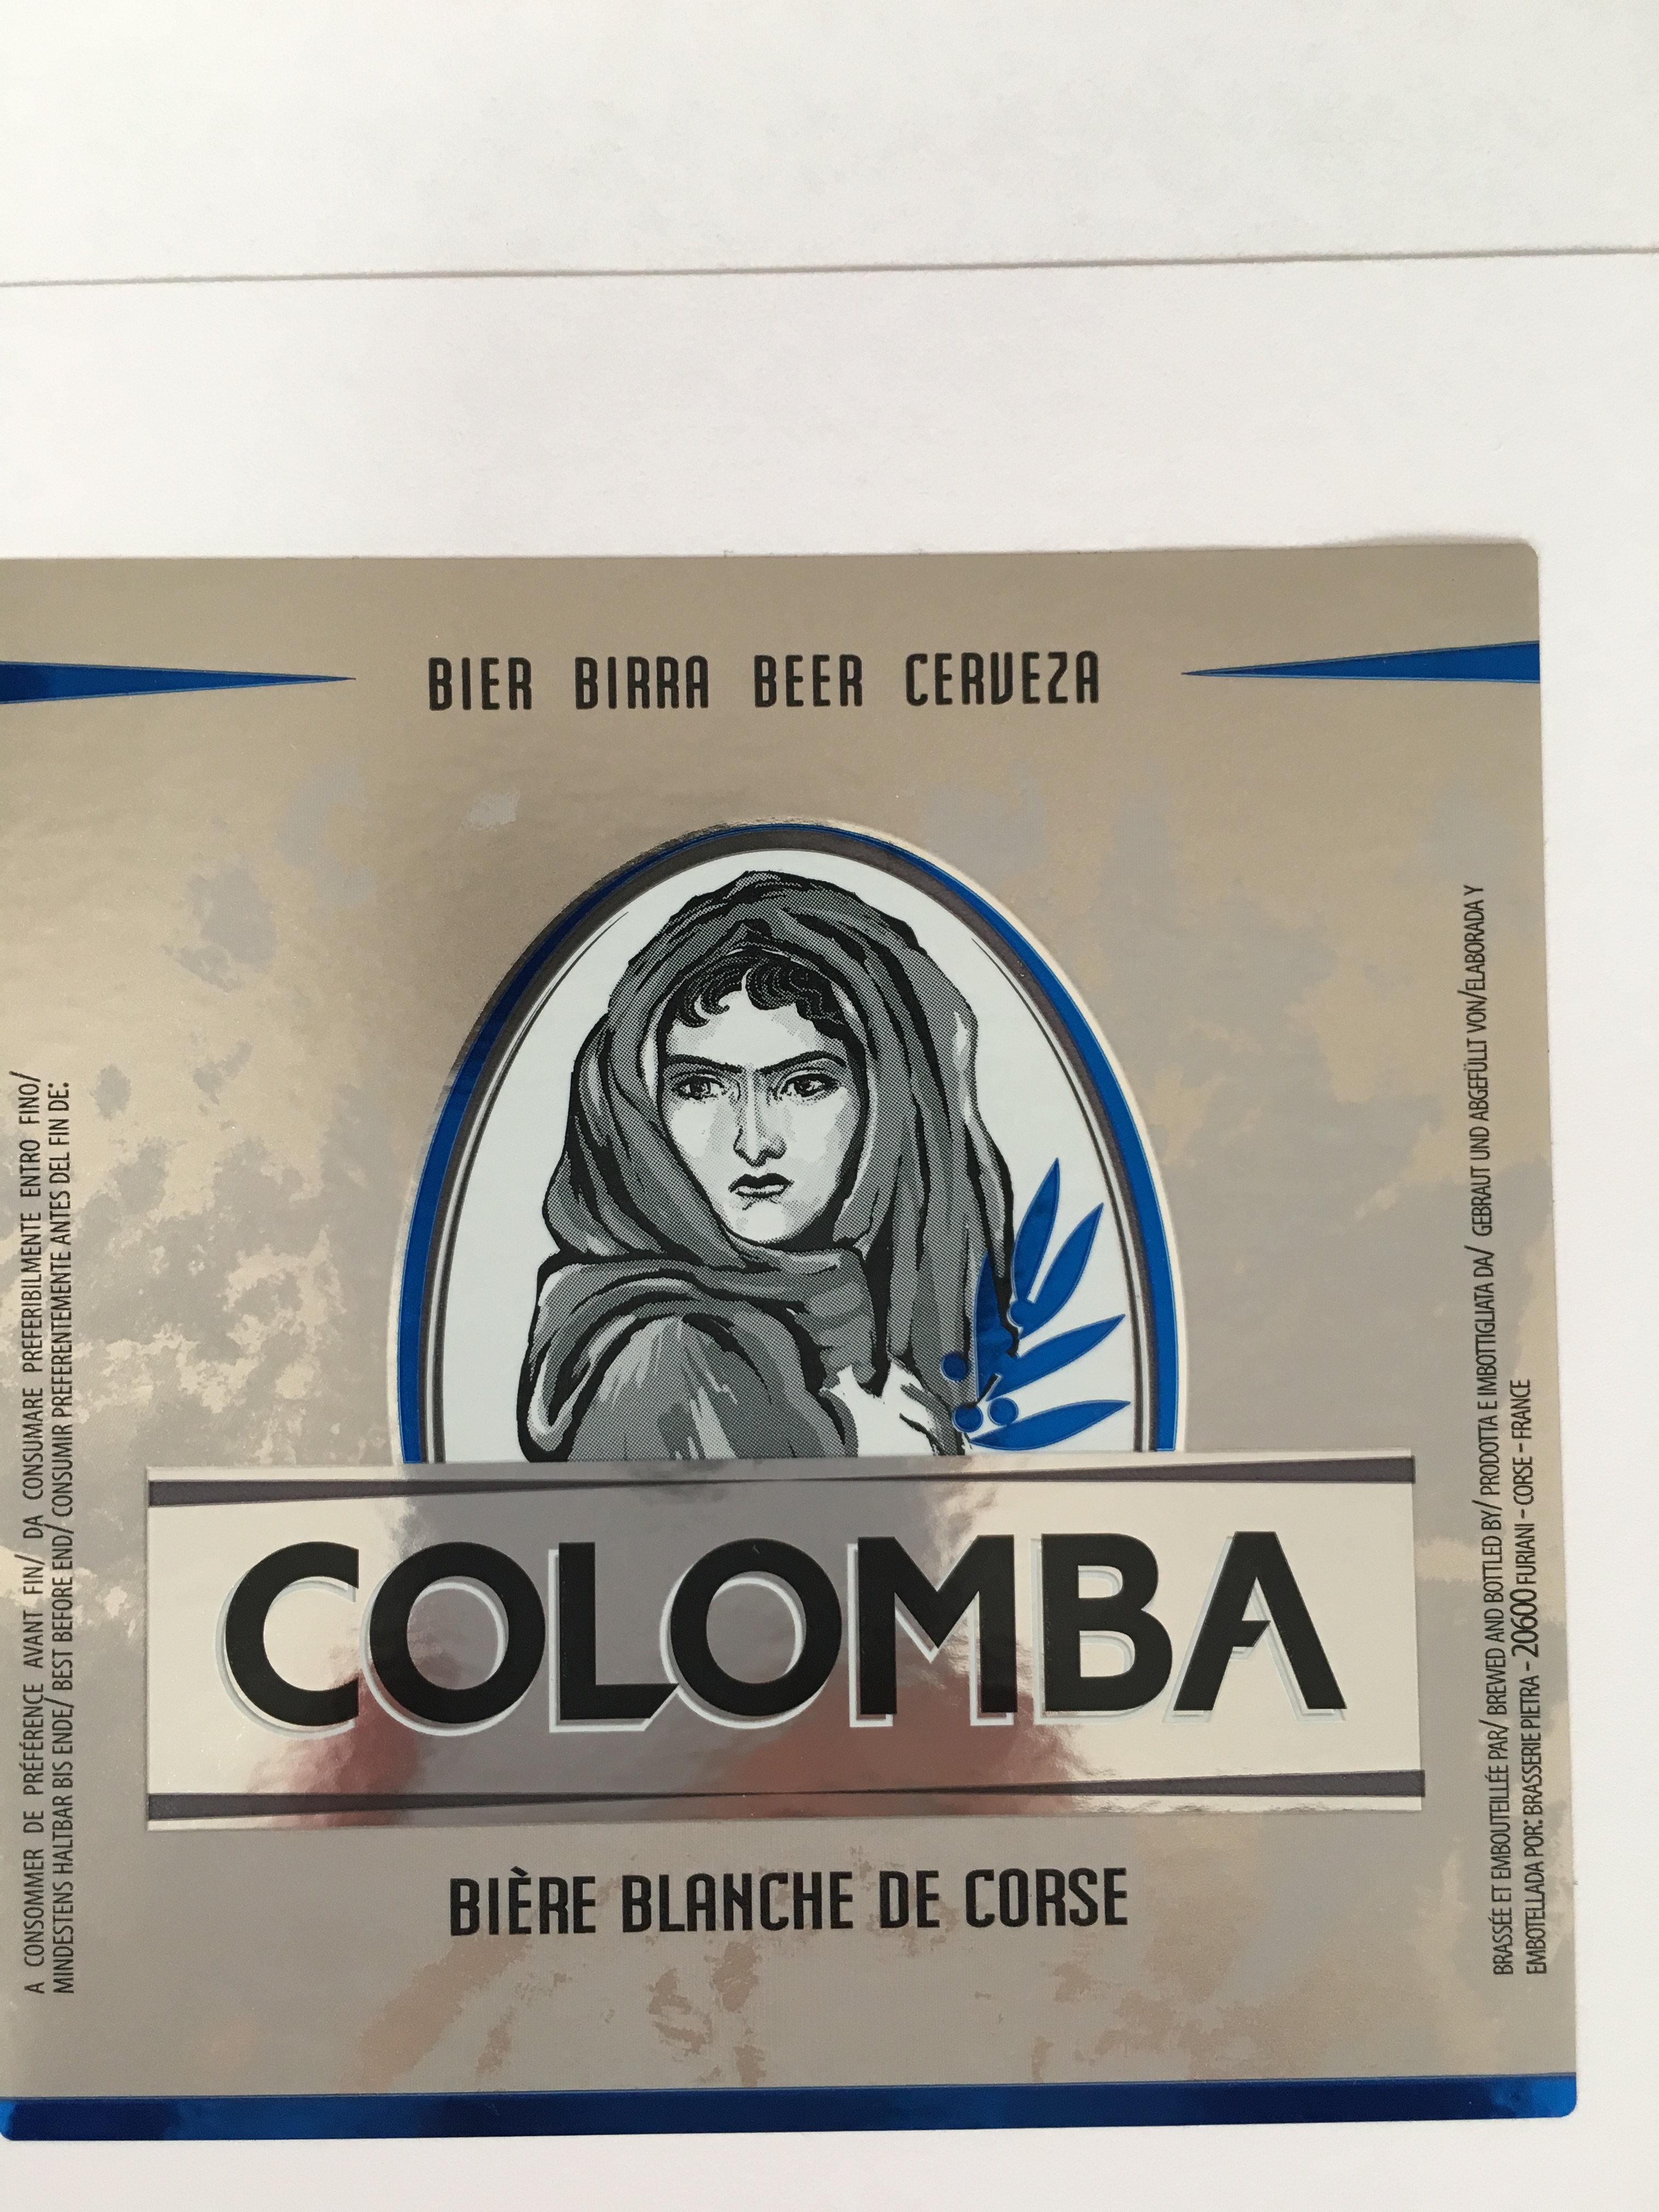 BIER BIRRA BEER CERVEZA
COLOMBA
BIÈRE BLANCHE DE CORSE
A CONSOMMER DE PRÉFÉRENCE AVANT FIN/ DA CONSUMARE PREFERIBILMENTE ENTRO FINO/
MINDESTENS HALTBAR BIS ENDE/ BEST BEFORE END/ CONSUMIR PREFERENTEMENTE ANTES DEL FIN DE:
BRASSÉE ET EMBOUTEILLÉE PAR/ BREWED AND BOTTLED BY/ PRODOTTA E IMBOTTIGLIATA DA/ GEBRAUT UND ABGEFÜLLT VON/ELABORADA Y
EMBOTELLADA POR: BRASSERIE PIETRA - 20600 FURIANI - CORSE - FRANCE